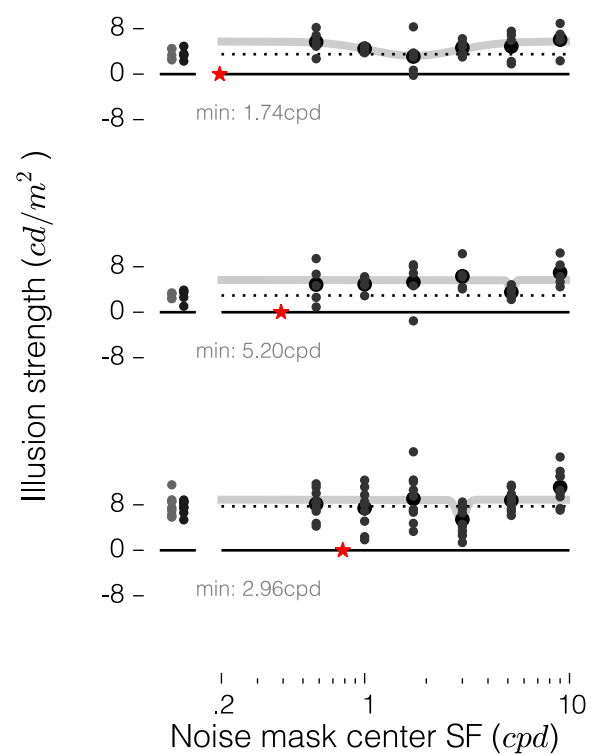 Illusion strength (cd/m²)
8
0
-8
min: 1.74cpd
8
0
-8
min: 5.20cpd
8
0
-8
min: 2.96cpd
.2 1 10
Noise mask center SF (cpd)